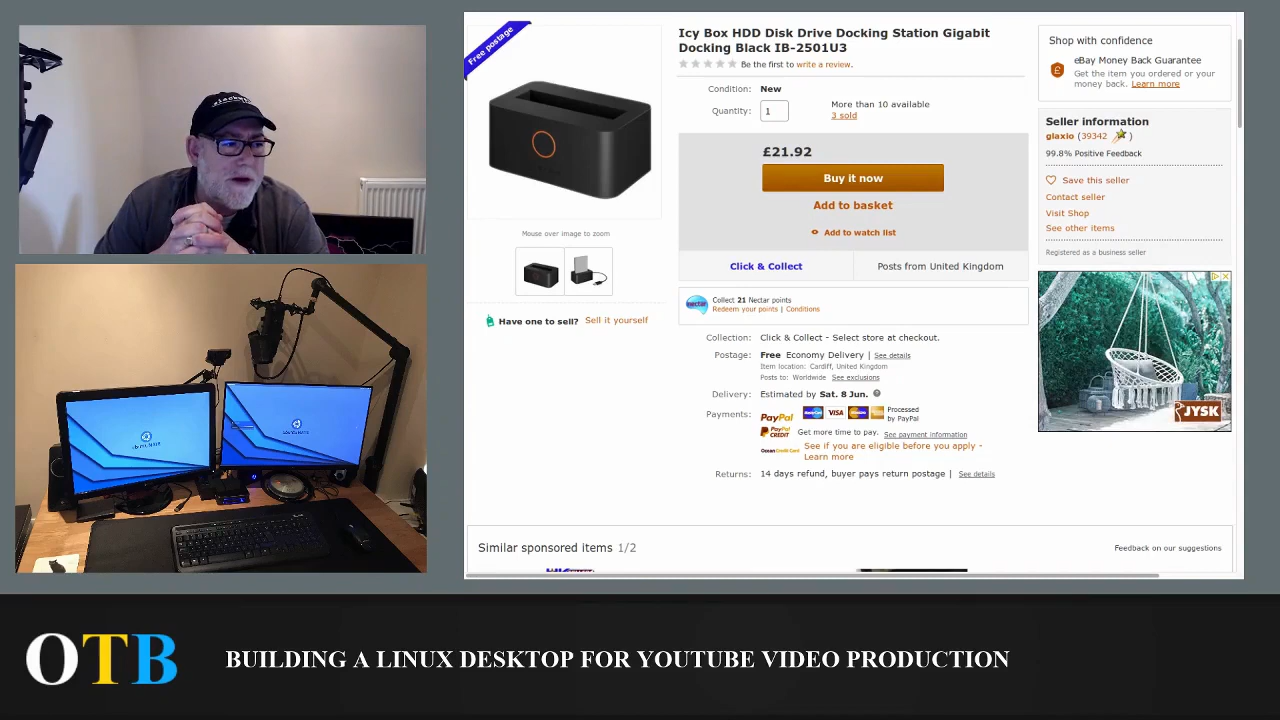 Free postage
Icy Box HDD Disk Drive Docking Station Gigabit
Docking Black IB-2501U3
Be the first to write a review.
Condition: New
Quantity: 1
More than 10 available
3 sold
£21.92
Buy it now
Add to basket
Add to watch list
Mouse over image to zoom
Click & Collect
Posts from United Kingdom
Have one to sell? Sell it yourself
nectar
Collect 21 Nectar points
Redeem your points | Conditions
Collection: Click & Collect - Select store at checkout.
Postage: Free Economy Delivery | See details
Item location: Cardiff, United Kingdom
Posts to: Worldwide See exclusions
Delivery: Estimated by Sat. 8 Jun.
Payments: PayPal VISA Processed
by PayPal
PayPal
CREDIT
Get more time to pay. See payment information
See if you are eligible before you apply -
Learn more
Returns: 14 days refund, buyer pays return postage | See details
Shop with confidence
eBay Money Back Guarantee
Get the item you ordered or your
money back. Learn more
Seller information
glaxio (39342 )
99.8% Positive Feedback
Save this seller
Contact seller
Visit Shop
See other items
Registered as a business seller
JYSK
Similar sponsored items 1/2
Feedback on our suggestions
OTB
BUILDING A LINUX DESKTOP FOR YOUTUBE VIDEO PRODUCTION